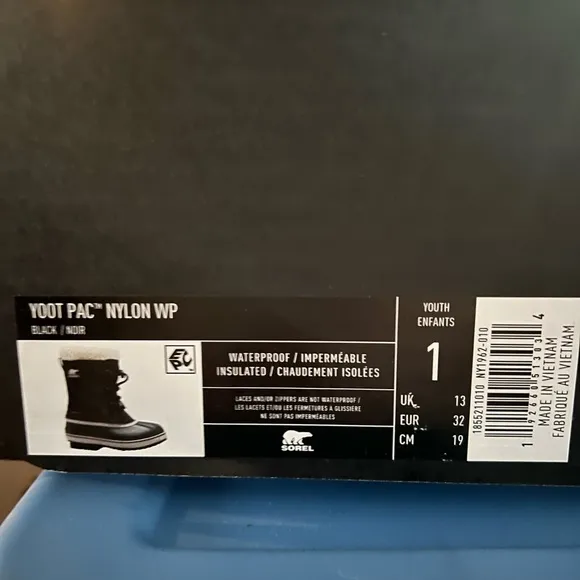 YOOT PAC™ NYLON WP
BLACK / NOIR
EPC
WATERPROOF / IMPERMÉABLE
INSULATED / CHAUDEMENT ISOLÉES
LACES AND/OR ZIPPERS ARE NOT WATERPROOF/
LES LACETS ET/OU LES FERMETURES À GLISSIÈRE
NE SONT PAS IMPERMÉABLES
SOREL
YOUTH
ENFANTS
1
UK 13
EUR 32
CM 19
1855211010 NY1962-010
MADE IN VIETNAM
FABRIQUÉ AU VIETNAM